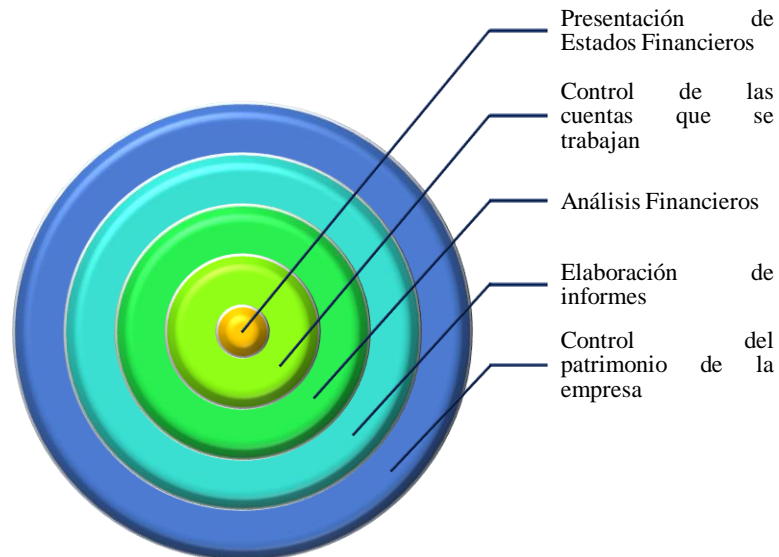 Presentación de
Estados Financieros
Control de las
cuentas que se
trabajan
Análisis Financieros
Elaboración de
informes
Control del
patrimonio de la
empresa